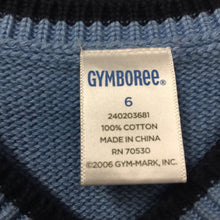 GYMBOREE®
6
240203681
100% COTTON
MADE IN CHINA
RN 70530
©2006 GYM-MARK, INC.